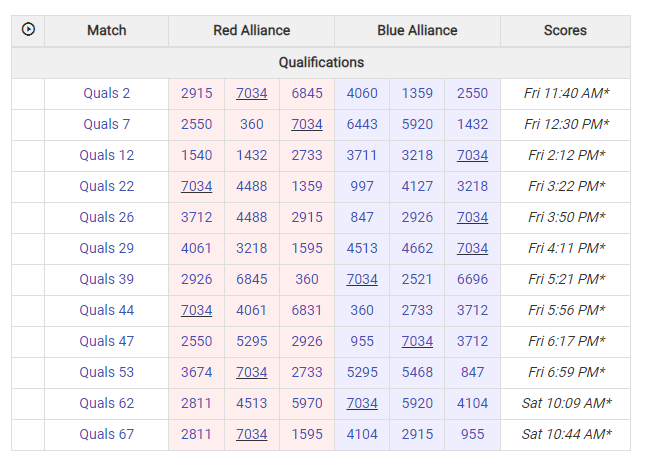 Match Red Alliance Blue Alliance Scores
Qualifications
Quals 2 2915 7034 6845 4060 1359 2550 Fri 11:40 AM*
Quals 7 2550 360 7034 6443 5920 1432 Fri 12:30 PM*
Quals 12 1540 1432 2733 3711 3218 7034 Fri 2:12 PM*
Quals 22 7034 4488 1359 997 4127 3218 Fri 3:22 PM*
Quals 26 3712 4488 2915 847 2926 7034 Fri 3:50 PM*
Quals 29 4061 3218 1595 4513 4662 7034 Fri 4:11 PM*
Quals 39 2926 6845 360 7034 2521 6696 Fri 5:21 PM*
Quals 44 7034 4061 6831 360 2733 3712 Fri 5:56 PM*
Quals 47 2550 5295 2926 955 7034 3712 Fri 6:17 PM*
Quals 53 3674 7034 2733 5295 5468 847 Fri 6:59 PM*
Quals 62 2811 4513 5970 7034 5920 4104 Sat 10:09 AM*
Quals 67 2811 7034 1595 4104 2915 955 Sat 10:44 AM*